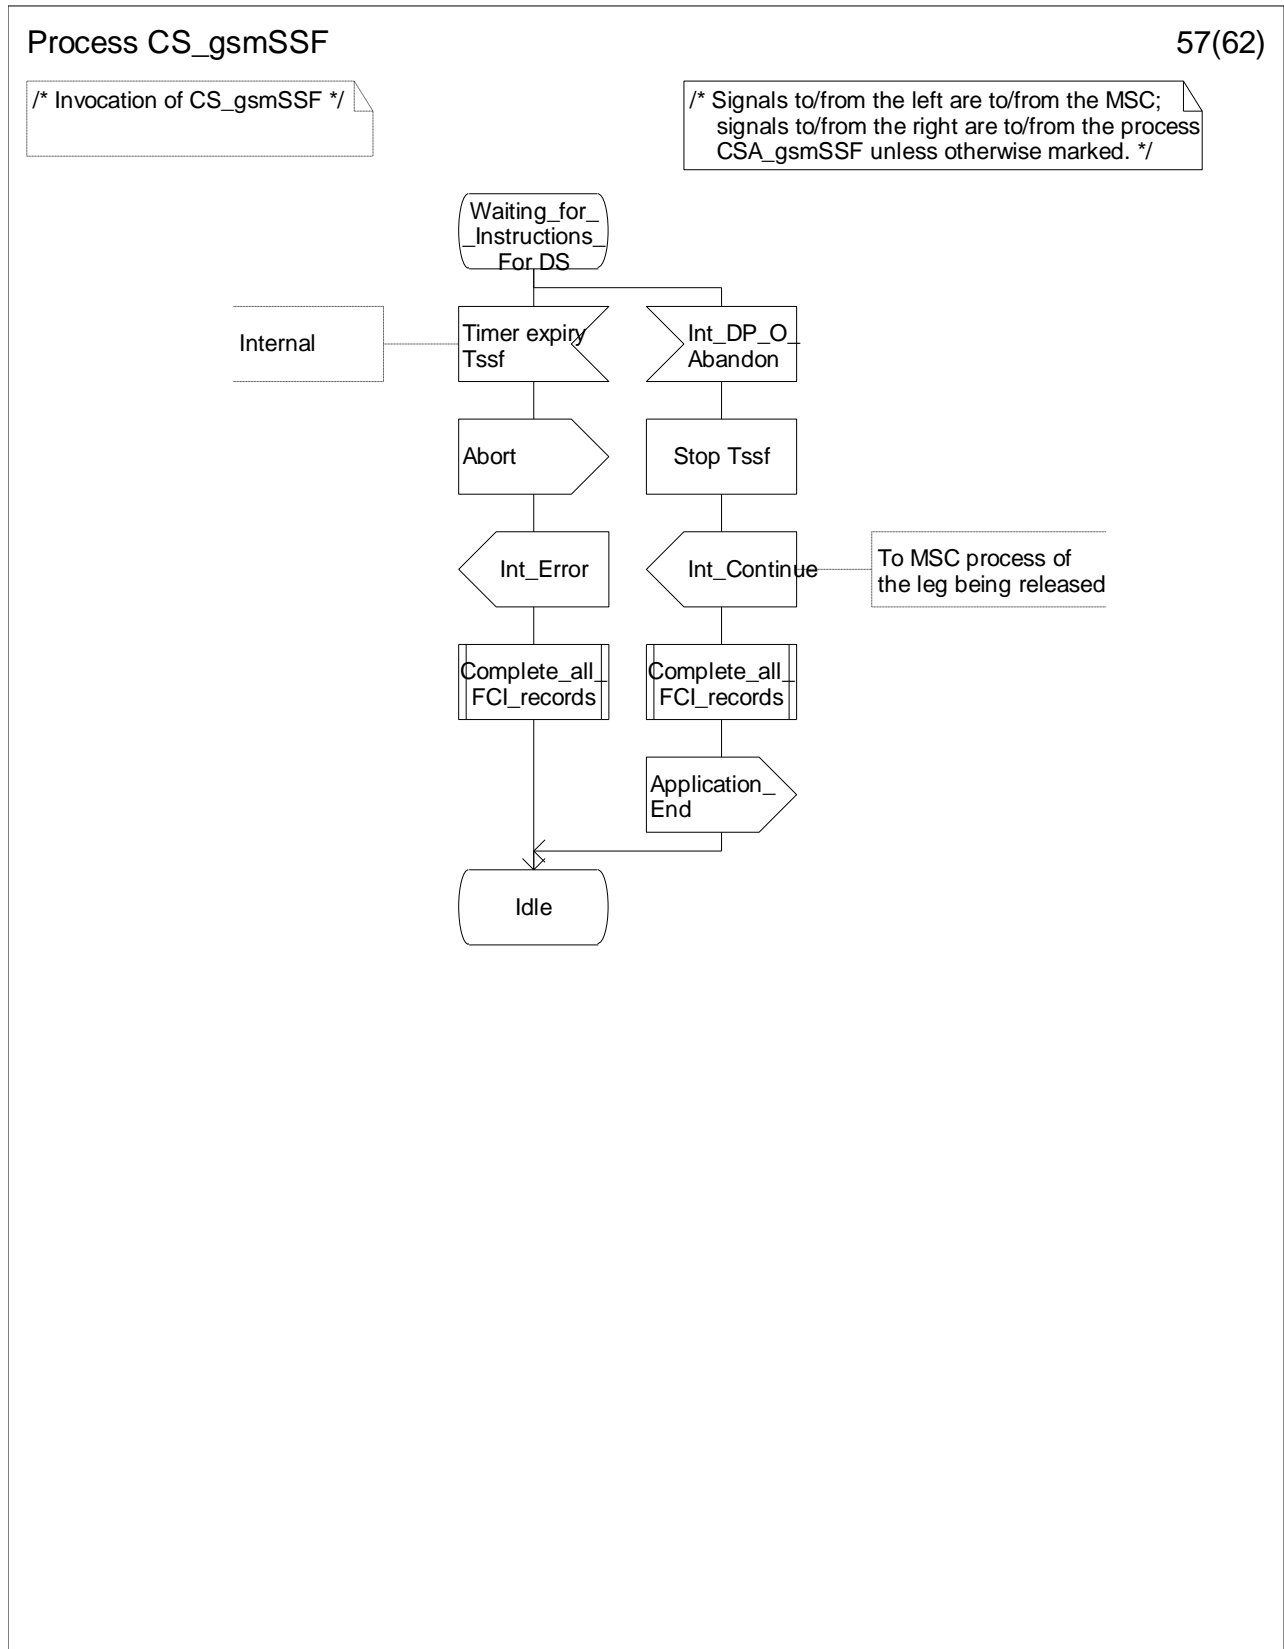 Process CS_gsmSSF
57(62)
/* Invocation of CS_gsmSSF */
/* Signals to/from the left are to/from the MSC;
signals to/from the right are to/from the process
CSA_gsmSSF unless otherwise marked. */
Waiting_for_
_Instructions_
For DS
Internal
Timer expiry
Tssf
Int_DP_O_
Abandon
Abort
Stop Tssf
Int_Error
Int_Continue
To MSC process of
the leg being released
Complete_all_
FCI_records
Complete_all_
FCI_records
Application_
End
Idle